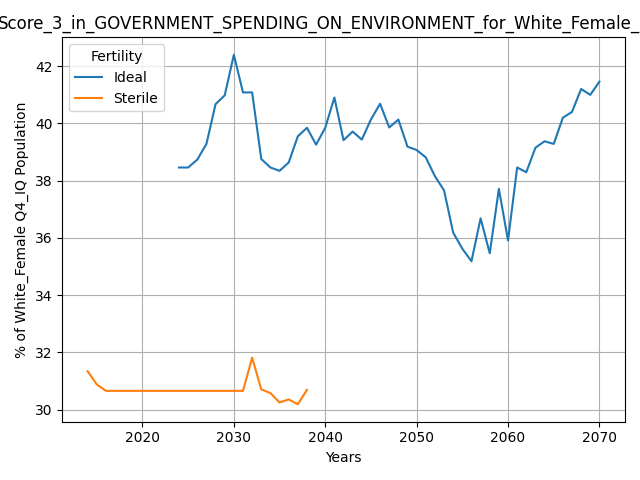 Score_3_in_GOVERNMENT_SPENDING_ON_ENVIRONMENT_for_White_Female_
Fertility
Ideal
Sterile
% of White_Female Q4_IQ Population
42
40
38
36
34
32
30
2020 2030 2040 2050 2060 2070
Years